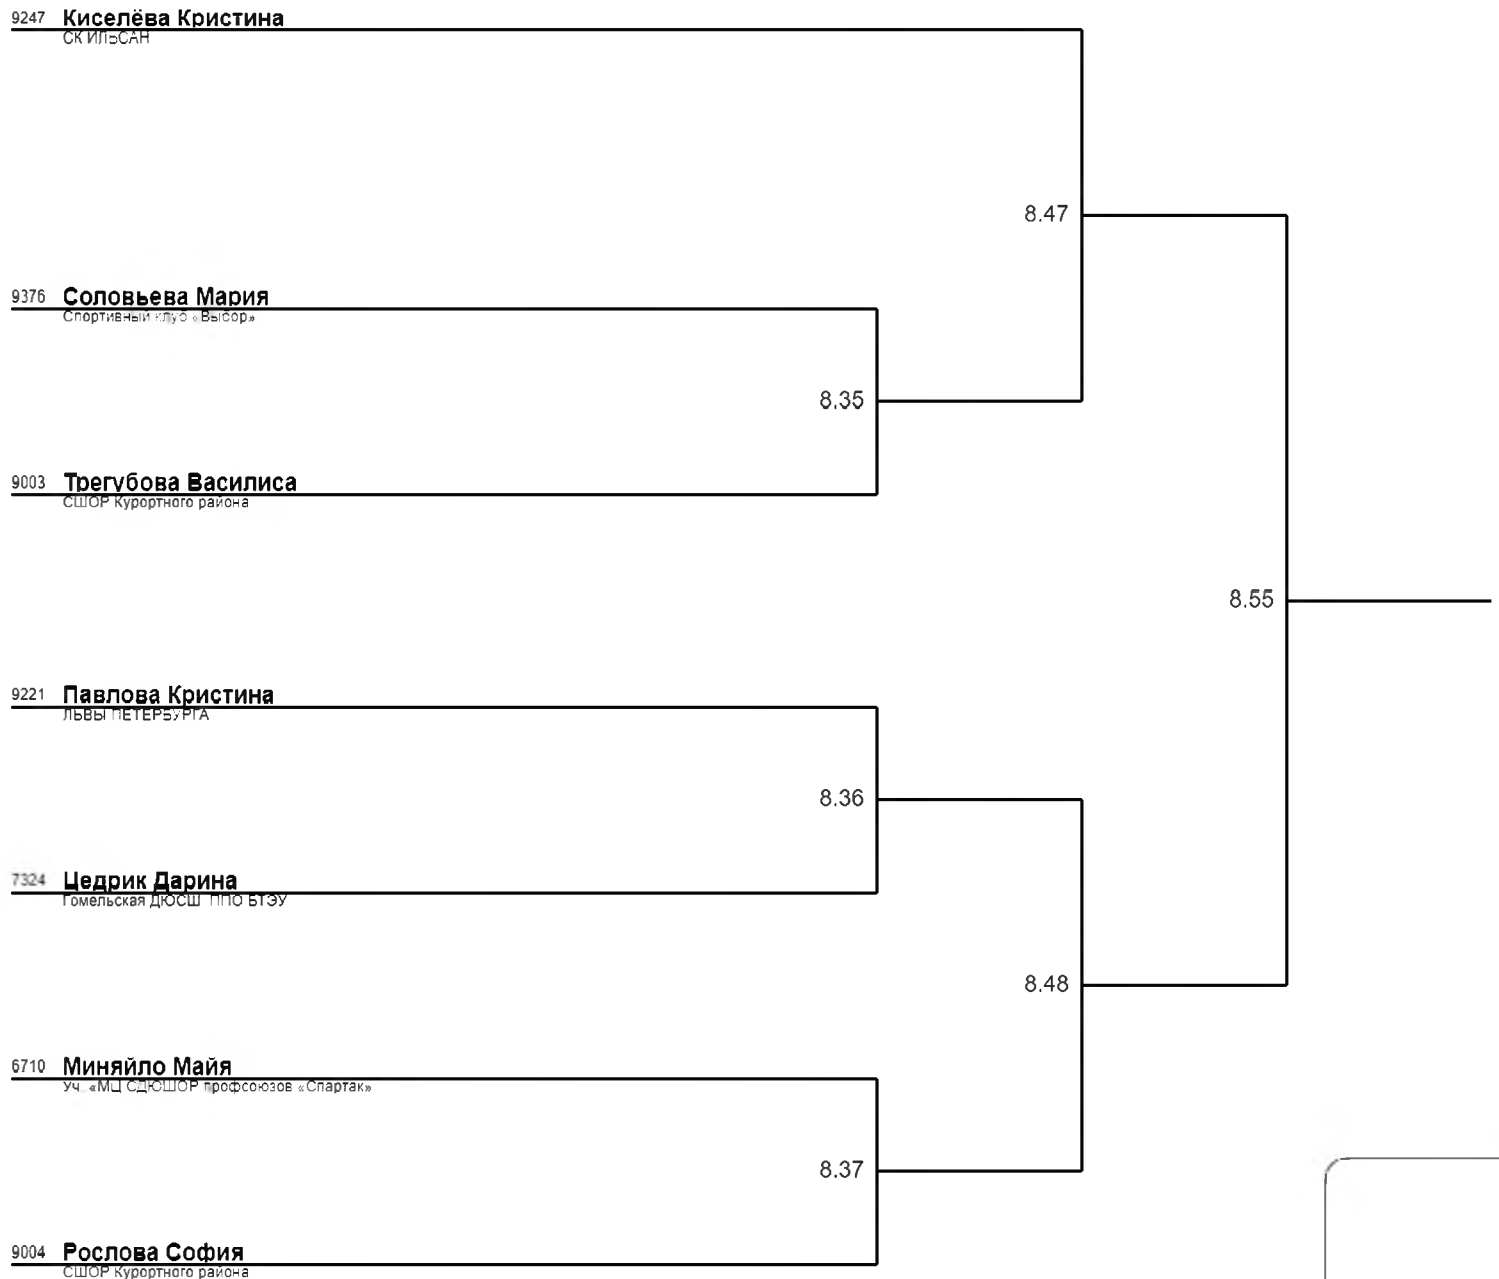 9247 Киселёва Кристина
СК ИЛЬСАН
8.47
9376 Соловьева Мария
Спортивный клуб «Выбор»
8.35
9003 Трегубова Василиса
СШОР Курортного района
8.55
9221 Павлова Кристина
ЛЬВЫ ПЕТЕРБУРГА
8.36
7324 Цедрик Дарина
Гомельская ДЮСШ ППО БТЭУ
8.48
6710 Миняйло Майя
Уч. «МЦ СДЮШОР профсоюзов «Спартак»
8.37
9004 Рослова София
СШОР Курортного района